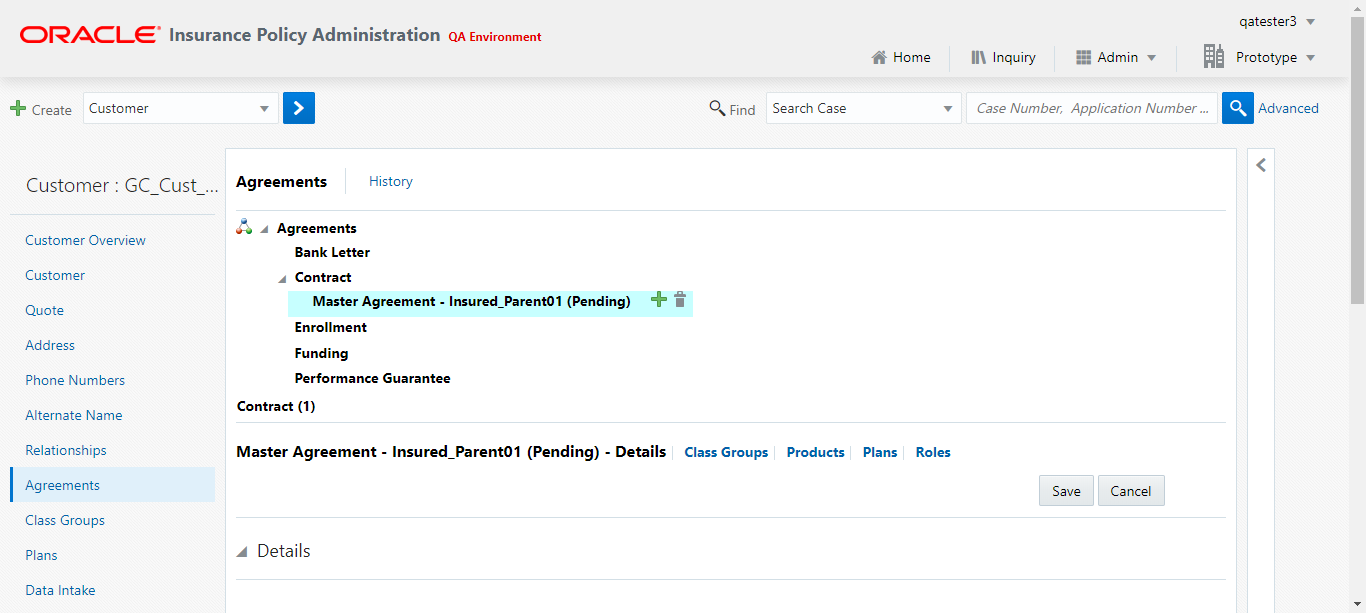 ORACLE Insurance Policy Administration QA Environment
qatester3
Home Inquiry Admin Prototype
Create Customer Find Search Case Case Number, Application Number ... Advanced
Customer : GC_Cust_...
Customer Overview
Customer
Quote
Address
Phone Numbers
Alternate Name
Relationships
Agreements
Class Groups
Plans
Data Intake
Agreements History
Agreements
Bank Letter
Contract
Master Agreement - Insured_Parent01 (Pending)
Enrollment
Funding
Performance Guarantee
Contract (1)
Master Agreement - Insured_Parent01 (Pending) - Details Class Groups Products Plans Roles
Save Cancel
Details